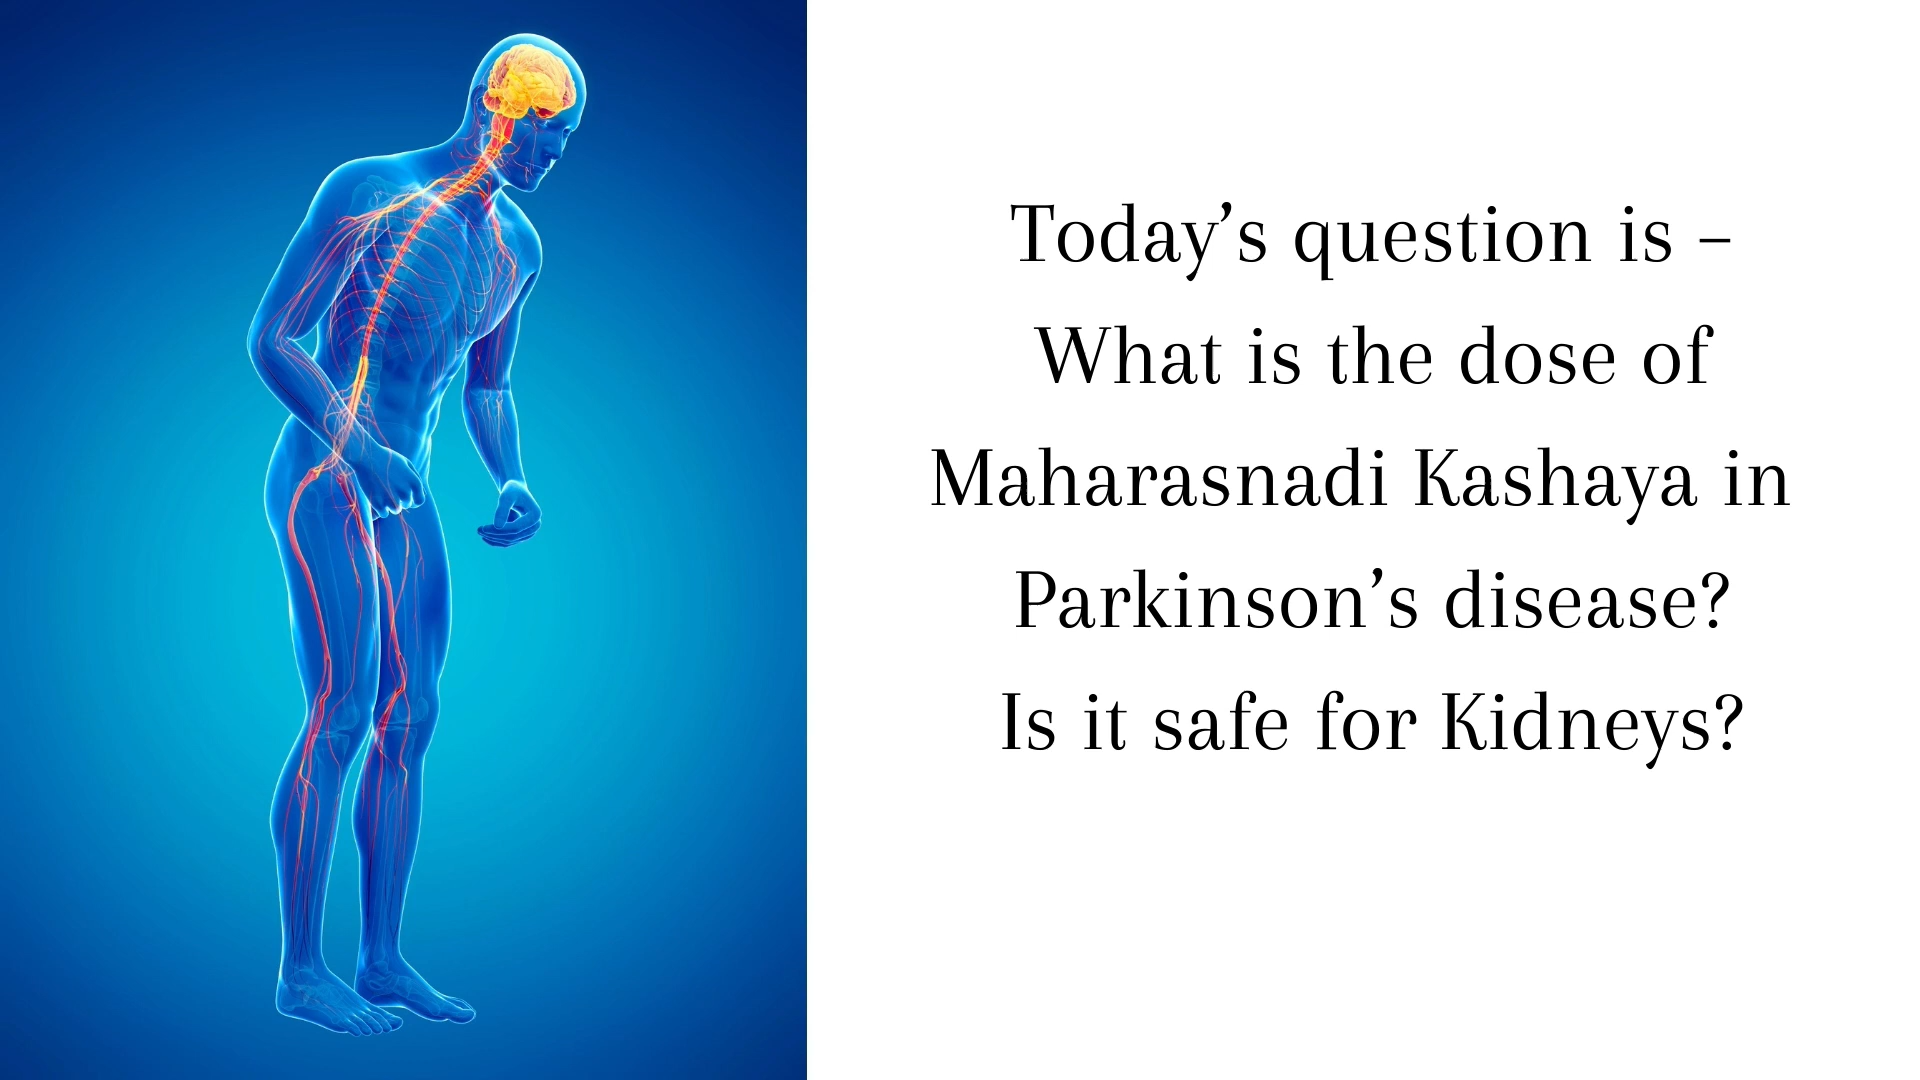 Today’s question is –
What is the dose of
Maharasnadi Kashaya in
Parkinson’s disease?
Is it safe for Kidneys?